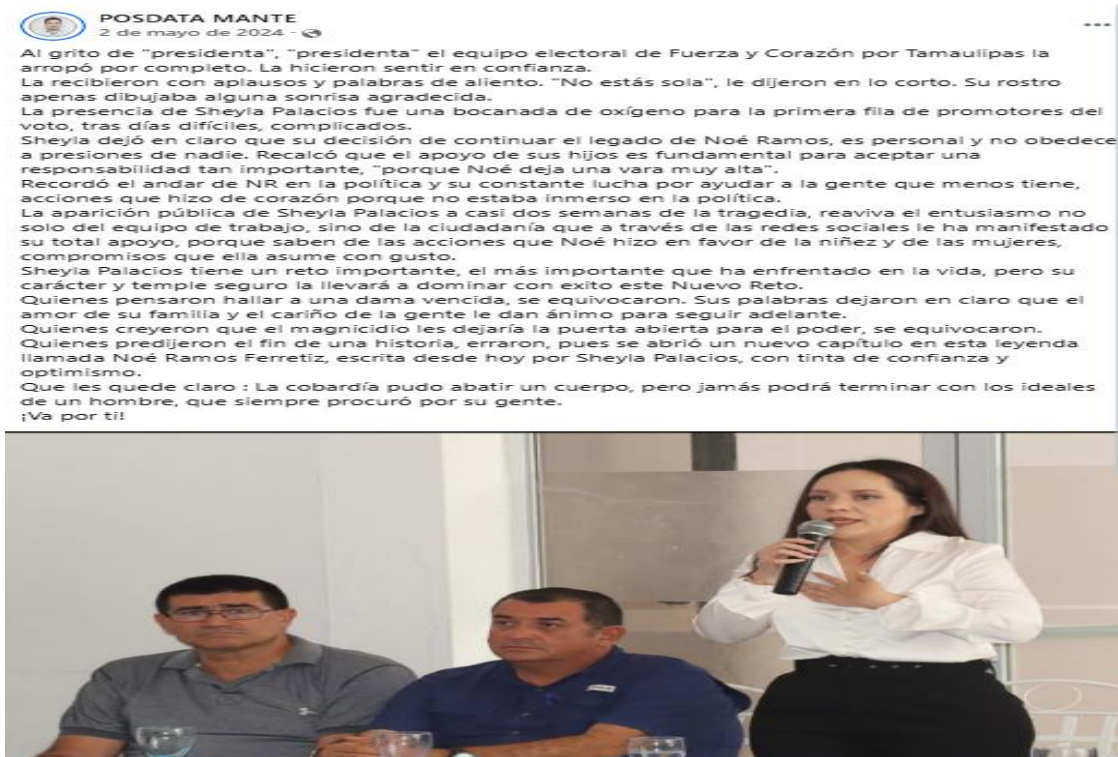 POSDATA MANTE
2 de mayo de 2024 ·
Al grito de "presidenta", "presidenta" el equipo electoral de Fuerza y Corazón por Tamaulipas la
arropó por completo. La hicieron sentir en confianza.
La recibieron con aplausos y palabras de aliento. "No estás sola", le dijeron en lo corto. Su rostro
apenas dibujaba alguna sonrisa agradecida.
La presencia de Sheyla Palacios fue una bocanada de oxígeno para la primera fila de promotores del
voto, tras días difíciles, complicados.
Sheyla dejó en claro que su decisión de continuar el legado de Noé Ramos, es personal y no obedece
a presiones de nadie. Recalcó que el apoyo de sus hijos es fundamental para aceptar una
responsabilidad tan importante, "porque Noé deja una vara muy alta".
Recordó el andar de NR en la política y su constante lucha por ayudar a la gente que menos tiene,
acciones que hizo de corazón porque no estaba inmerso en la política.
La aparición pública de Sheyla Palacios a casi dos semanas de la tragedia, reaviva el entusiasmo no
solo del equipo de trabajo, sino de la ciudadanía que a través de las redes sociales le ha manifestado
su total apoyo, porque saben de las acciones que Noé hizo en favor de la niñez y de las mujeres,
compromisos que ella asume con gusto.
Sheyla Palacios tiene un reto importante, el más importante que ha enfrentado en la vida, pero su
carácter y temple seguro la llevará a dominar con exito este Nuevo Reto.
Quienes pensaron hallar a una dama vencida, se equivocaron. Sus palabras dejaron en claro que el
amor de su familia y el cariño de la gente le dan ánimo para seguir adelante.
Quienes creyeron que el magnicidio les dejaría la puerta abierta para el poder, se equivocaron.
Quienes predijeron el fin de una historia, erraron, pues se abrió un nuevo capítulo en esta leyenda
llamada Noé Ramos Ferretiz, escrita desde hoy por Sheyla Palacios, con tinta de confianza y
optimismo.
Que les quede claro : La cobardía pudo abatir un cuerpo, pero jamás podrá terminar con los ideales
de un hombre, que siempre procuró por su gente.
¡Va por ti!